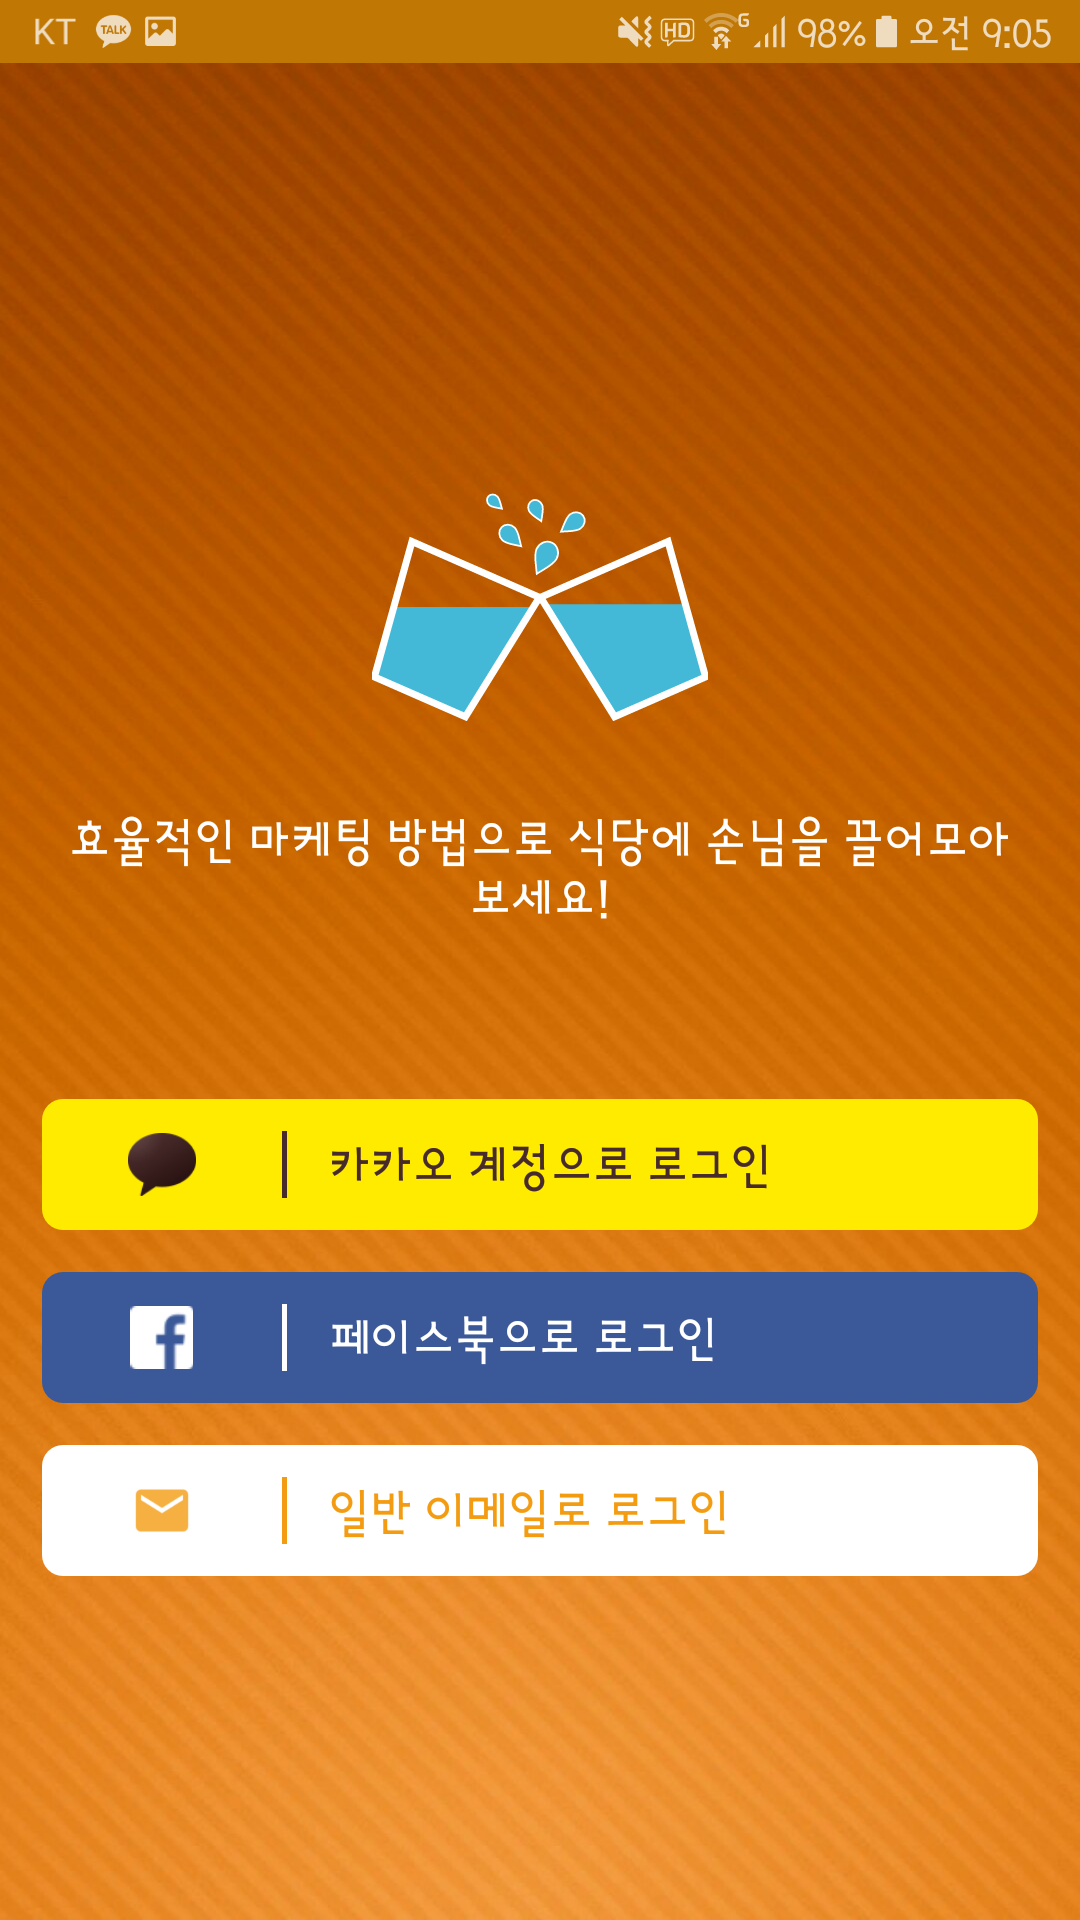 KT TALK HD G 98% 오전 9:05
효율적인 마케팅 방법으로 식당에 손님을 끌어모아
보세요!
카카오 계정으로 로그인
페이스북으로 로그인
일반 이메일로 로그인